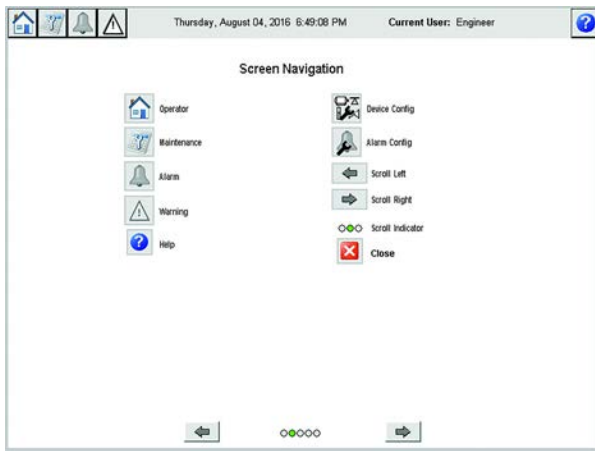 Thursday, August 04, 2016 6:49:08 PM Current User: Engineer
Screen Navigation
Operator
Maintenance
Alarm
Warning
Help
Device Config
Alarm Config
Scroll Left
Scroll Right
Scroll Indicator
Close